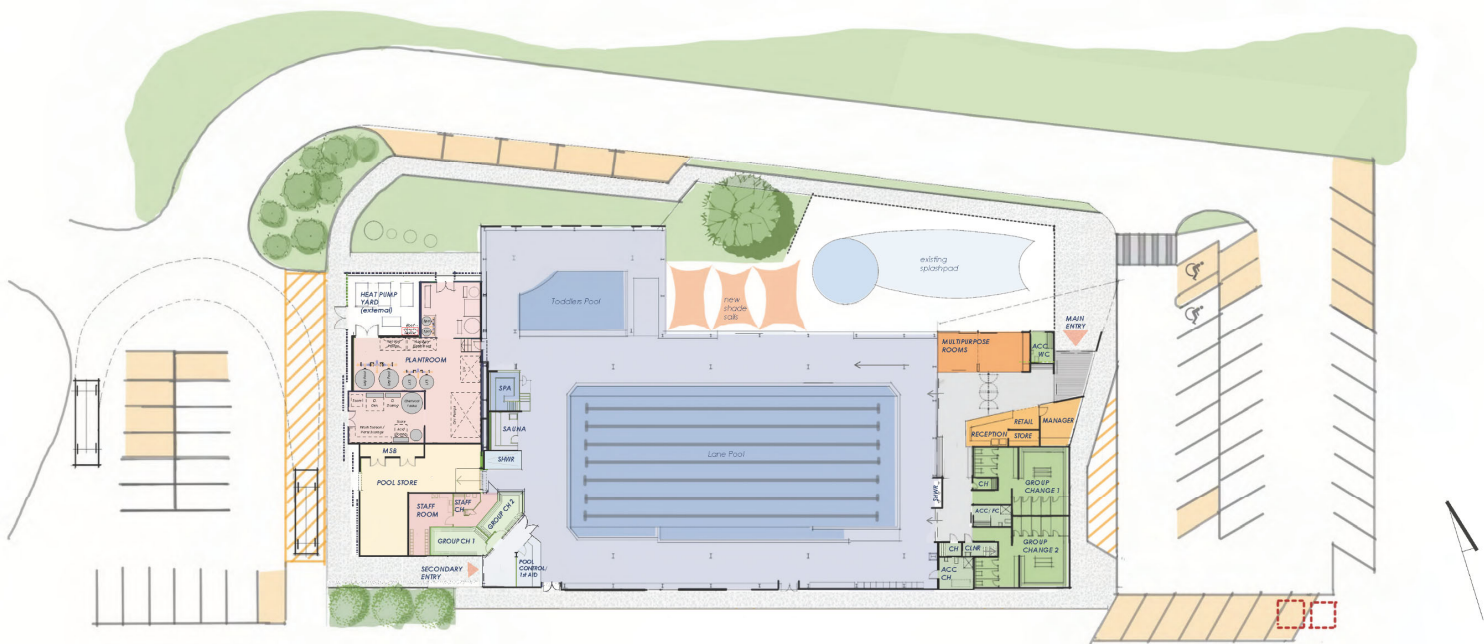 existing
splashpad
Toddlers Pool
HEAT PUMP
YARD
(external)
new
shade
sails
MAIN
ENTRY
MULTIPURPOSE
ROOMS
ACC
WC
PLANTROOM
SPA
SAUNA
RETAIL
MANAGER
RECEPTION
STORE
MSB
SHWR
Lane Pool
POOL STORE
SHWR
CH
GROUP
CHANGE 1
STAFF
ROOM
STAFF
CH
GROUP CH 2
ACC/ PC
GROUP CH 1
GROUP
CHANGE 2
CH
CLNR
SECONDARY
ENTRY
POOL
CONTROL/
1st AID
ACC
CH